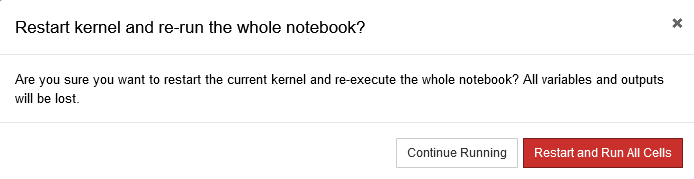 Restart kernel and re-run the whole notebook?
×
Are you sure you want to restart the current kernel and re-execute the whole notebook? All variables and outputs
will be lost.
Continue Running
Restart and Run All Cells